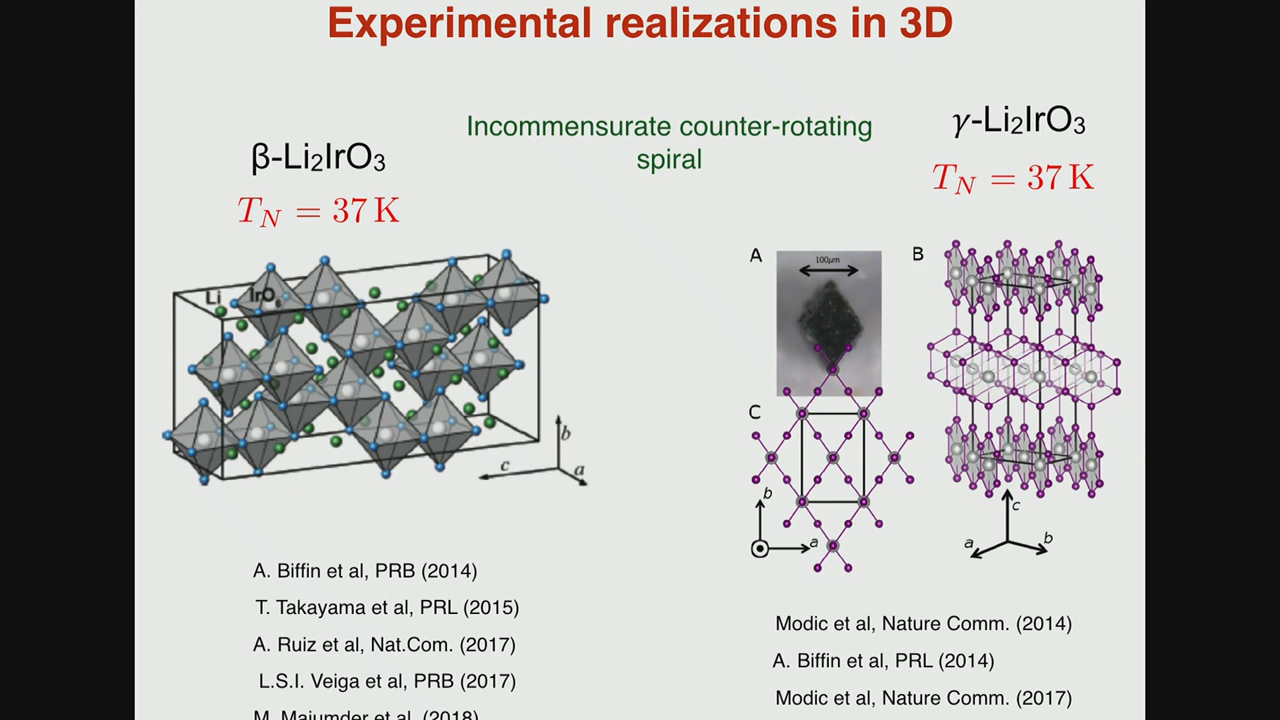 Experimental realizations in 3D
Incommensurate counter-rotating
spiral
β-Li₂IrO₃
T_N = 37 K
γ-Li₂IrO₃
T_N = 37 K
Li
IrO₆
b
c
a
A
100μm
B
C
b
a
c
a
b
A. Biffin et al, PRB (2014)
T. Takayama et al, PRL (2015)
A. Ruiz et al, Nat.Com. (2017)
L.S.I. Veiga et al, PRB (2017)
M. Majumder et al, (2018)
Modic et al, Nature Comm. (2014)
A. Biffin et al, PRL (2014)
Modic et al, Nature Comm. (2017)